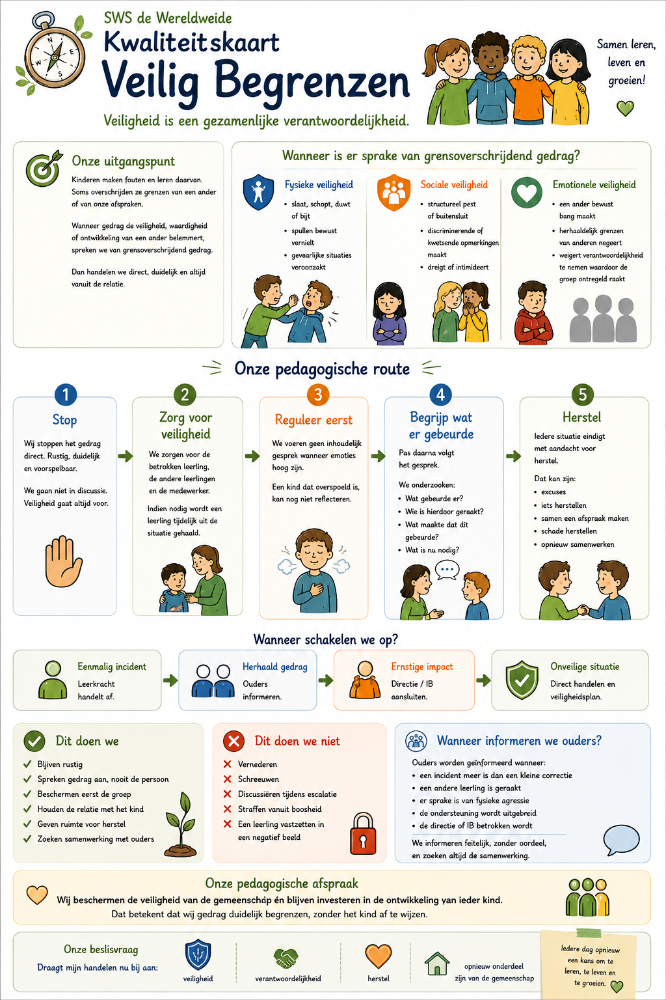 SWS de Wereldweide
Kwaliteitskaart
Veilig Begrenzen
Veiligheid is een gezamenlijke verantwoordelijkheid.
Samen leren,
leven en
groeien!
N
E
S
W
Onze uitgangspunt
Kinderen maken fouten en leren daarvan.
Soms overschrijden ze grenzen van een ander
of van onze afspraken.
Wanneer gedrag de veiligheid, waardigheid
of ontwikkeling van een ander belemmert,
spreken we van grensoverschrijdend gedrag.
Dan handelen we direct, duidelijk en altijd
vanuit de relatie.
Wanneer is er sprake van grensoverschrijdend gedrag?
Fysieke veiligheid
• slaat, schopt, duwt
of bijt
• spullen bewust
vernielt
• gevaarlijke situaties
veroorzakt
Sociale veiligheid
• structureel pest
of buitensluit
• discriminerende of
kwetsende opmerkingen
maakt
• dreigt of intimideert
Emotionele veiligheid
• een ander bewust
bang maakt
• herhaaldelijk grenzen
van anderen negeert
• weigert verantwoordelijkheid
te nemen waardoor de
groep ontregeld raakt
Onze pedagogische route
1
Stop
Wij stoppen het gedrag
direct. Rustig, duidelijk
en voorspelbaar.
We gaan niet in discussie.
Veiligheid gaat altijd voor.
2
Zorg voor
veiligheid
We zorgen voor de
betrokken leerling,
de andere leerlingen
en de medewerker.
Indien nodig wordt een
leerling tijdelijk uit de
situatie gehaald.
3
Reguleer eerst
We voeren geen inhoudelijk
gesprek wanneer emoties
hoog zijn.
Een kind dat overspoeld is,
kan nog niet reflecteren.
4
Begrijp wat
er gebeurde
Pas daarna volgt
het gesprek.
We onderzooken:
• Wat gebeurde er?
• Wie is hierdoor geraakt?
• Wat maakte dat dit
gebeurde?
• Wat is nu nodig?
5
Herstel
Iedere situatie eindigt
met aandacht voor
herstel.
Dat kan zijn:
• excuses
• iets herstellen
• samen een afspraak maken
• schade herstellen
• opnieuw samenwerken
Wanneer schakelen we op?
Eenmalig incident
Leerkracht
handelt af.
Herhaald gedrag
Ouders
informeren.
Ernstige impact
Directie / IB
aansluiten.
Onveilige situatie
Direct handelen en
veiligheidsplan.
Dit doen we
Blijven rustig
Spreken gedrag aan, nooit de persoon
Beschermen eerst de groep
Houden de relatie met het kind
Geven ruimte voor herstel
Zoeken samenwerking met ouders
Dit doen we niet
Vernederen
Schreeuwen
Discussiëren tijdens escalatie
Straffen vanuit boosheid
Een leerling vastzetten in
een negatief beeld
Wanneer informeren we ouders?
Ouders worden geïnformeerd wanneer:
• een incident meer is dan een kleine correctie
• een andere leerling is geraakt
• er sprake is van fysieke agressie
• de ondersteuning wordt uitgebreid
• de directie of IB betrokken wordt
We informeren feitelijk, zonder oordeel,
en zoeken altijd de samenwerking.
Onze pedagogische afspraak
Wij beschermen de veiligheid van de gemeenschap én blijven investeren in de ontwikkeling van ieder kind.
Dat betekent dat wij gedrag duidelijk begrenzen, zonder het kind af te wijzen.
Onze beslisvraag
Draagt mijn handelen nu bij aan:
veiligheid
verantwoordelijkheid
herstel
opnieuw onderdeel
zijn van de gemeenschap
Iedere dag opnieuw
een kans om te
leren, te leven en
te groeien.